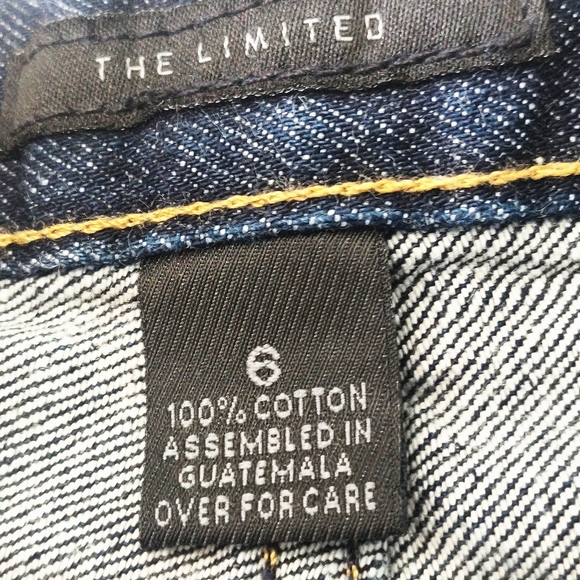 THE LIMITED
6
100% COTTON
ASSEMBLED IN
GUATEMALA
OVER FOR CARE